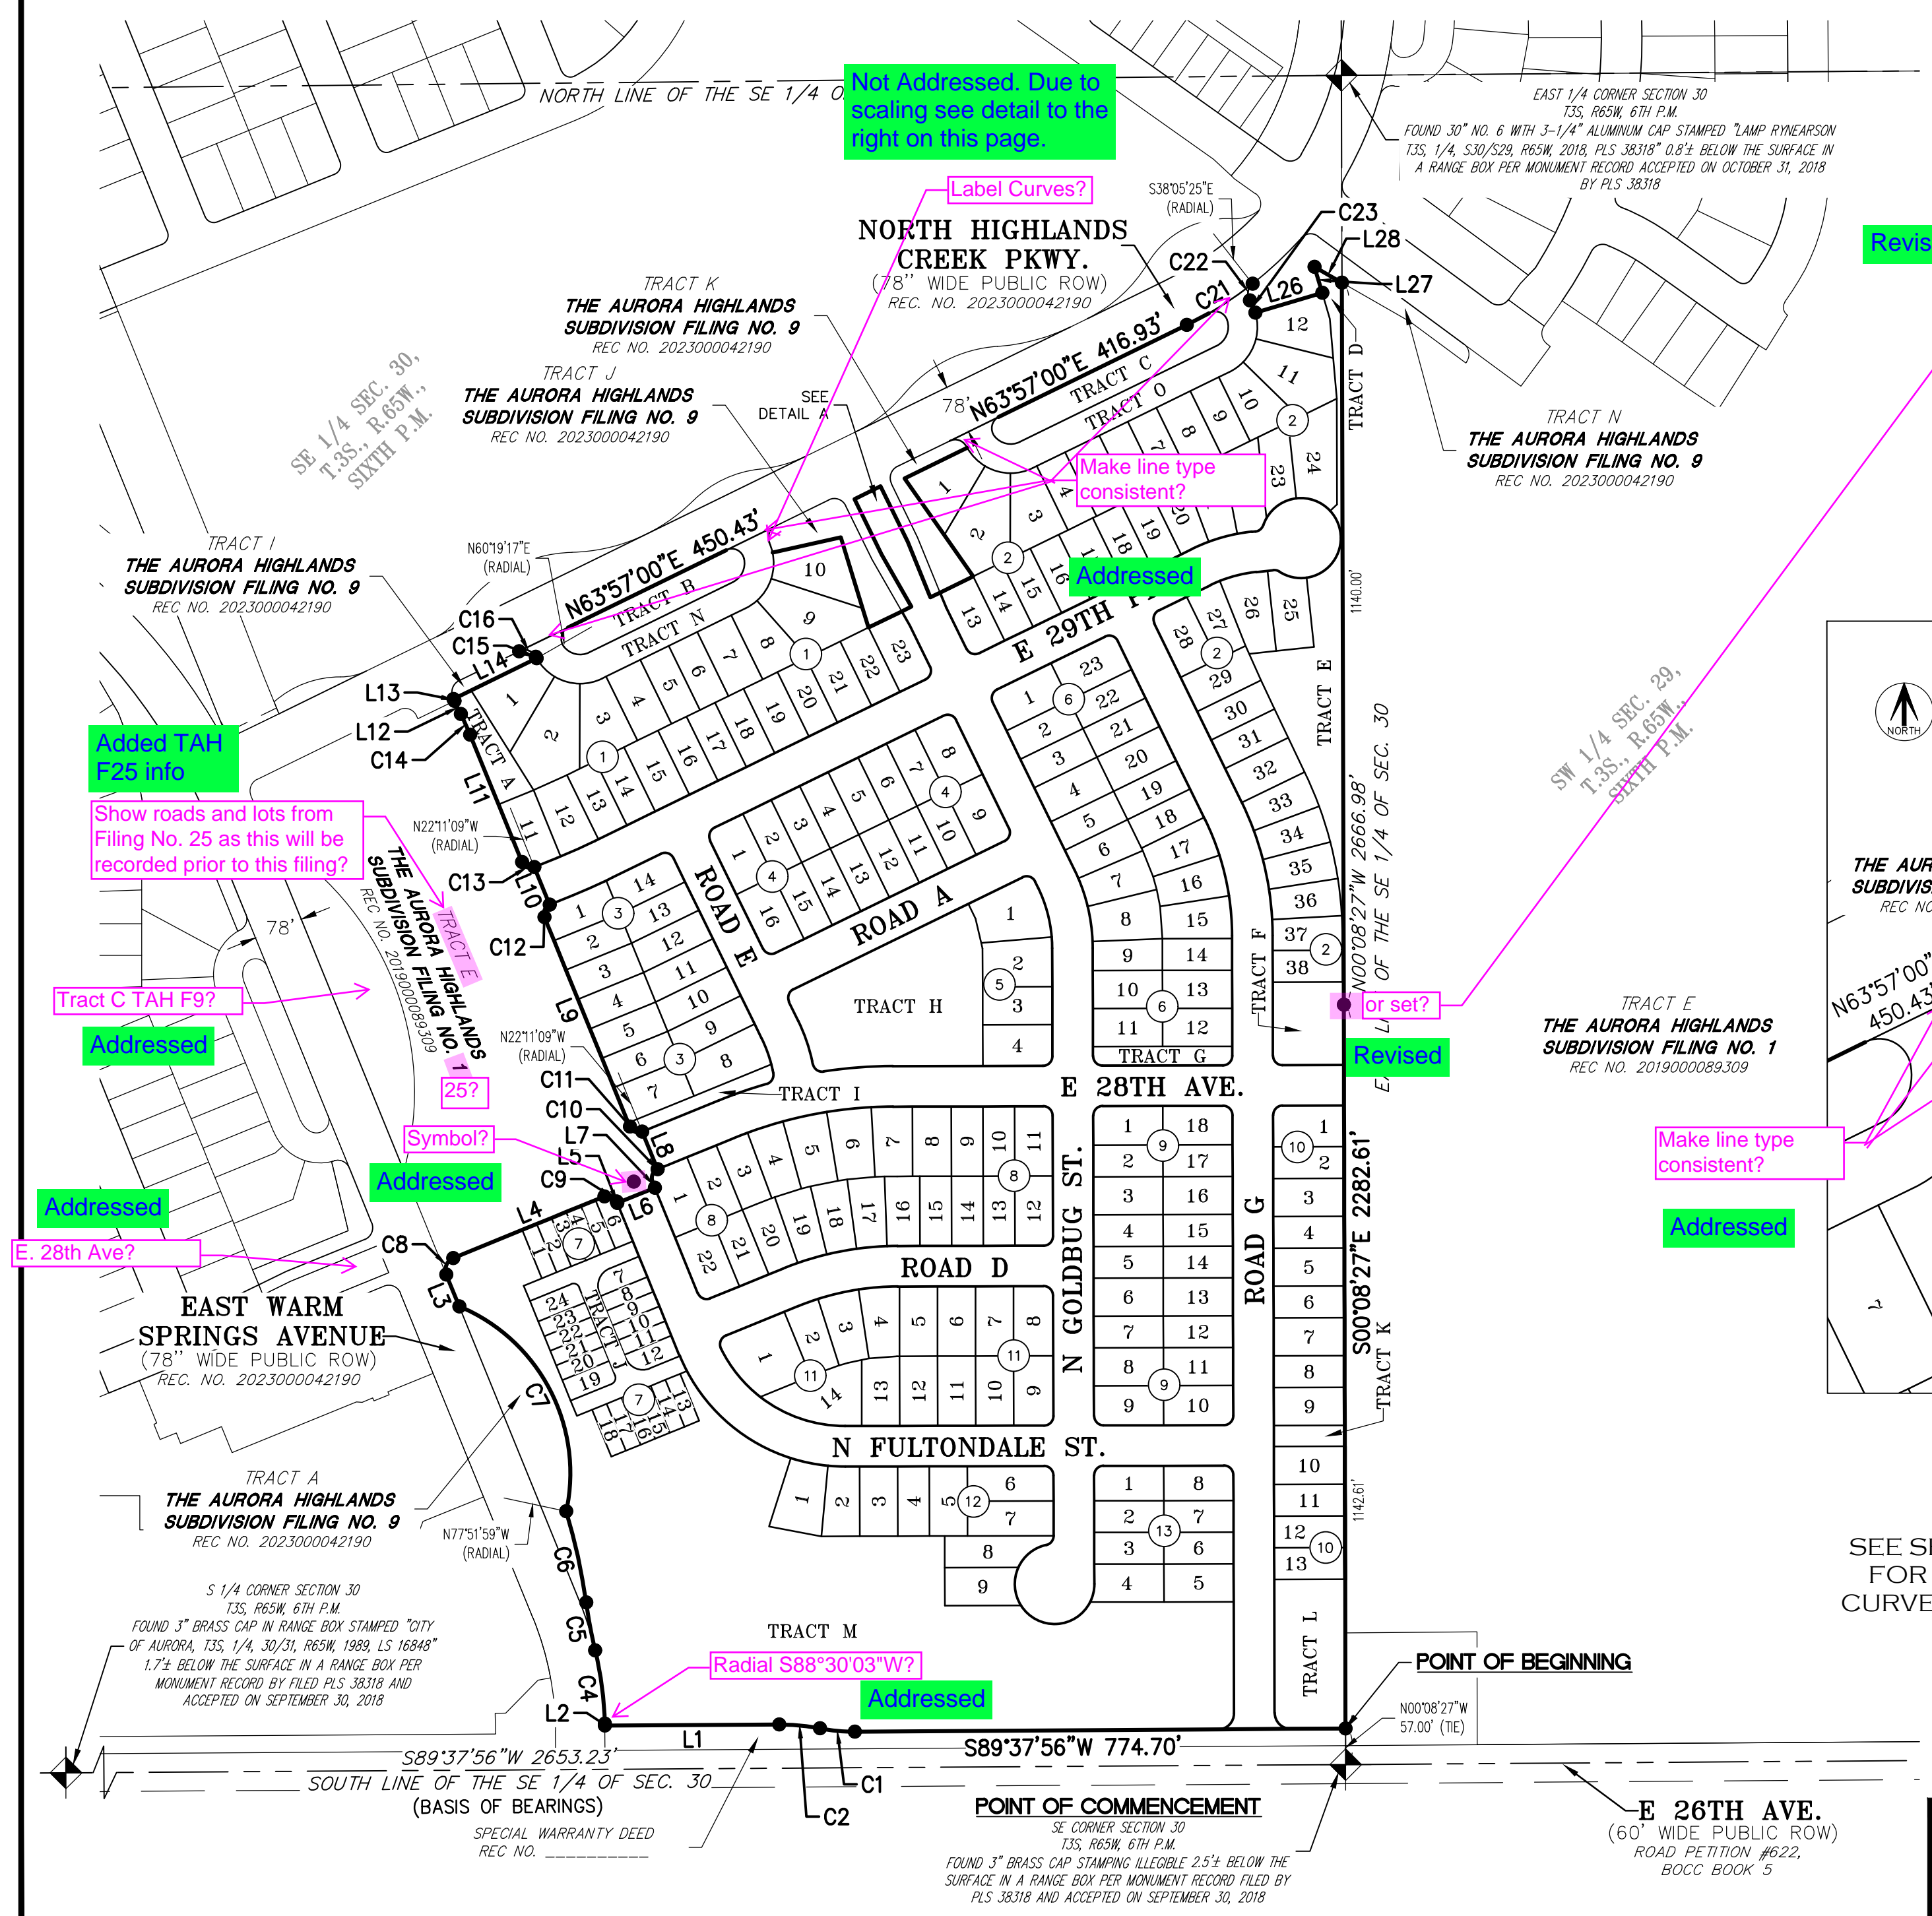 NORTH LINE OF THE SE 1/4 O
Not Addressed. Due to
scaling see detail to the
right on this page.
EAST 1/4 CORNER SECTION 30
T3S, R65W, 6TH P.M.
FOUND 30" NO. 6 WITH 3-1/4" ALUMINUM CAP STAMPED "LAMP RYNEARSON
T3S, 1/4, S30/S29, R65W, 2018, PLS 38318" 0.8'± BELOW THE SURFACE IN
A RANGE BOX PER MONUMENT RECORD ACCEPTED ON OCTOBER 31, 2018
BY PLS 38318
Label Curves?
S38°05'25"E
(RADIAL)
NORTH HIGHLANDS
CREEK PKWY.
(78'' WIDE PUBLIC ROW)
REC. NO. 2023000042190
C23
L28
C22
C21
L26
L27
Revis
TRACT K
THE AURORA HIGHLANDS
SUBDIVISION FILING NO. 9
REC NO. 2023000042190
TRACT J
THE AURORA HIGHLANDS
SUBDIVISION FILING NO. 9
REC NO. 2023000042190
SEE
DETAIL A
78'
N63°57'00"E 416.93'
TRACT C
TRACT O
TRACT D
SE 1/4 SEC. 30,
T.3S., R.65W.,
SIXTH P.M.
TRACT N
THE AURORA HIGHLANDS
SUBDIVISION FILING NO. 9
REC NO. 2023000042190
Make line type
consistent?
TRACT I
THE AURORA HIGHLANDS
SUBDIVISION FILING NO. 9
REC NO. 2023000042190
N60°19'17"E
(RADIAL)
N63°57'00"E 450.43'
TRACT B
TRACT N
Addressed
E 29TH P
1140.00'
C16
C15
L14
L13
L12
C14
TRACT A
L11
Added TAH
F25 info
Show roads and lots from
Filing No. 25 as this will be
recorded prior to this filing?
N22°11'09"W
(RADIAL)
C13
L10
C12
TRACT E
THE AURORA HIGHLANDS
SUBDIVISION FILING NO. 1
REC NO. 2019000089309
78'
Tract C TAH F9?
Addressed
25?
ROAD E
ROAD A
TRACT H
TRACT E
TRACT F
TRACT G
N00°08'27"W 2666.98'
OF THE SE 1/4 OF SEC. 30
SW 1/4 SEC. 29,
T.3S., R.65W.,
SIXTH P.M.
NORTH
THE AUR
SUBDIVIS
REC NO
N63°57'00"
450.43'
or set?
Revised
TRACT E
THE AURORA HIGHLANDS
SUBDIVISION FILING NO. 1
REC NO. 2019000089309
L9
N22°11'09"W
(RADIAL)
C11
C10
L7
L5
C9
L8
L6
L4
TRACT I
E 28TH AVE.
Symbol?
Addressed
Addressed
E. 28th Ave?
C8
L3
Make line type
consistent?
Addressed
EAST WARM
SPRINGS AVENUE
(78'' WIDE PUBLIC ROW)
REC. NO. 2023000042190
C7
TRACT J
ROAD D
N GOLDBUG ST.
ROAD G
S00°08'27"E 2282.61'
TRACT K
N FULTONDALE ST.
TRACT A
THE AURORA HIGHLANDS
SUBDIVISION FILING NO. 9
REC NO. 2023000042190
N77°51'59"W
(RADIAL)
C6
1142.61'
SEE S
FOR
CURVE
S 1/4 CORNER SECTION 30
T3S, R65W, 6TH P.M.
FOUND 3" BRASS CAP IN RANGE BOX STAMPED "CITY
OF AURORA, T3S, 1/4, 30/31, R65W, 1989, LS 16848"
1.7'± BELOW THE SURFACE IN A RANGE BOX PER
MONUMENT RECORD BY FILED PLS 38318 AND
ACCEPTED ON SEPTEMBER 30, 2018
C5
TRACT M
TRACT L
Radial S88°30'03"W?
Addressed
C4
L2
L1
POINT OF BEGINNING
N00°08'27"W
57.00' (TIE)
S89°37'56"W 2653.23'
S89°37'56"W 774.70'
SOUTH LINE OF THE SE 1/4 OF SEC. 30
(BASIS OF BEARINGS)
C1
C2
SPECIAL WARRANTY DEED
REC NO. __________
POINT OF COMMENCEMENT
SE CORNER SECTION 30
T3S, R65W, 6TH P.M.
FOUND 3" BRASS CAP STAMPING ILLEGIBLE 2.5'± BELOW THE
SURFACE IN A RANGE BOX PER MONUMENT RECORD FILED BY
PLS 38318 AND ACCEPTED ON SEPTEMBER 30, 2018
E 26TH AVE.
(60' WIDE PUBLIC ROW)
ROAD PETITION #622,
BOCC BOOK 5